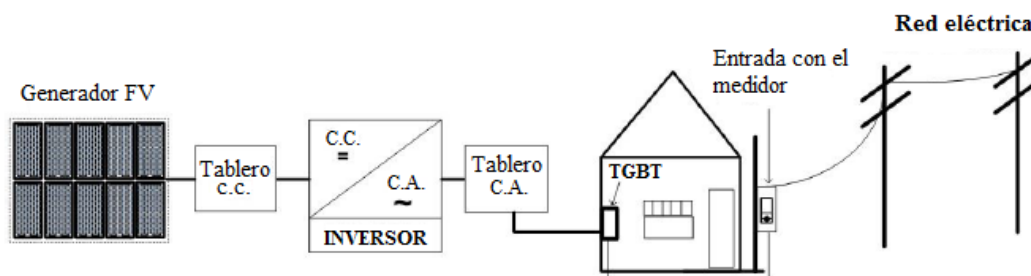 Red eléctrica
Entrada con el
medidor
Generador FV
Tablero
c.c.
C.C.
=
C.A.
~
INVERSOR
Tablero
C.A.
TGBT